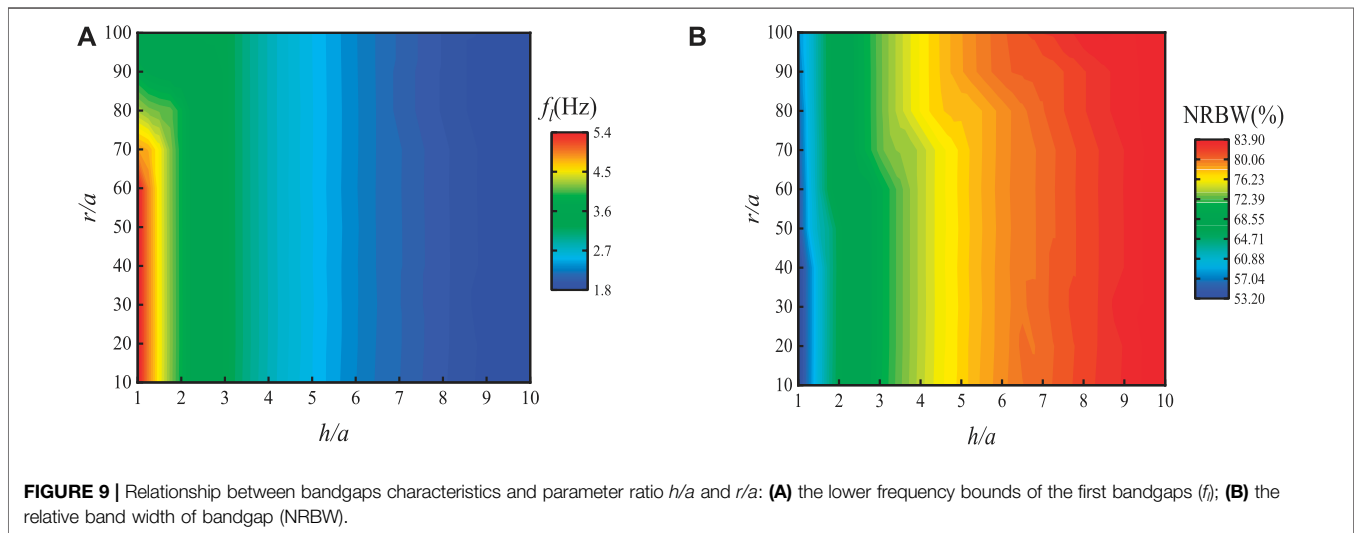 A
100
90
80
70
60
50
40
30
20
10
r/a
1 2 3 4 5 6 7 8 9 10
h/a
fl(Hz)
5.4
4.5
3.6
2.7
1.8
B
100
90
80
70
60
50
40
30
20
10
r/a
1 2 3 4 5 6 7 8 9 10
h/a
NRBW(%)
83.90
80.06
76.23
72.39
68.55
64.71
60.88
57.04
53.20
FIGURE 9 | Relationship between bandgaps characteristics and parameter ratio h/a and r/a: (A) the lower frequency bounds of the first bandgaps (fl); (B) the
relative band width of bandgap (NRBW).